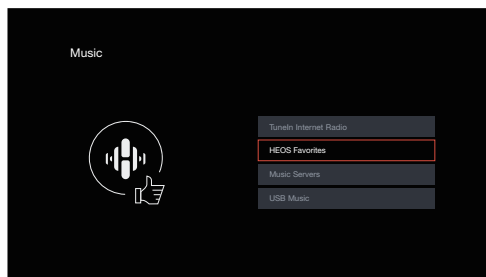 Music
TuneIn Internet Radio
HEOS Favorites
Music Servers
USB Music